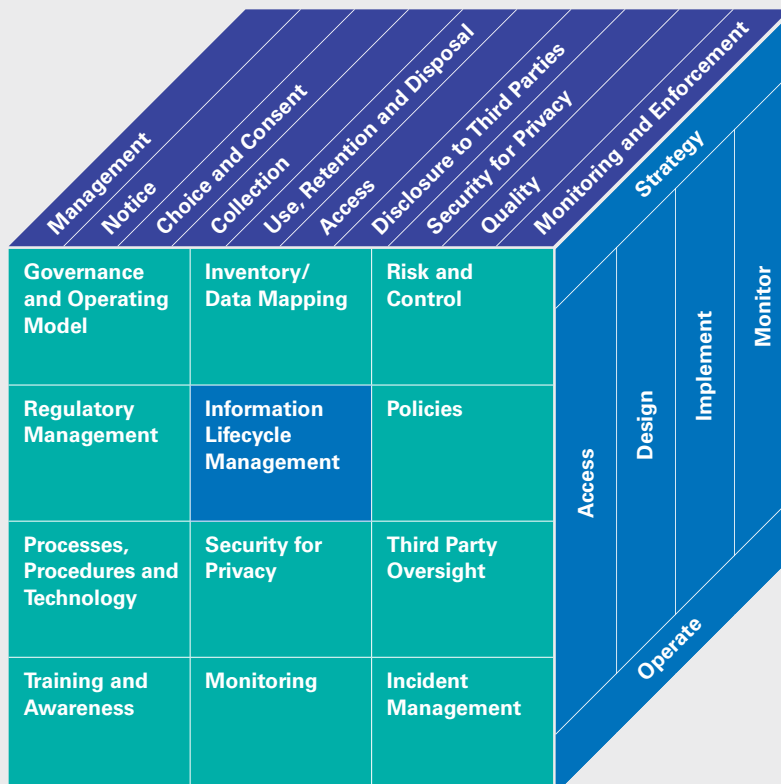 Management
Notice
Choice and Consent
Collection
Use, Retention and Disposal
Access
Disclosure to Third Parties
Security for Privacy
Quality
Monitoring and Enforcement
Governance
and Operating
Model
Inventory/
Data Mapping
Risk and
Control
Regulatory
Management
Information
Lifecycle
Management
Policies
Processes,
Procedures and
Technology
Security for
Privacy
Third Party
Oversight
Training and
Awareness
Monitoring
Incident
Management
Strategy
Access
Design
Implement
Monitor
Operate